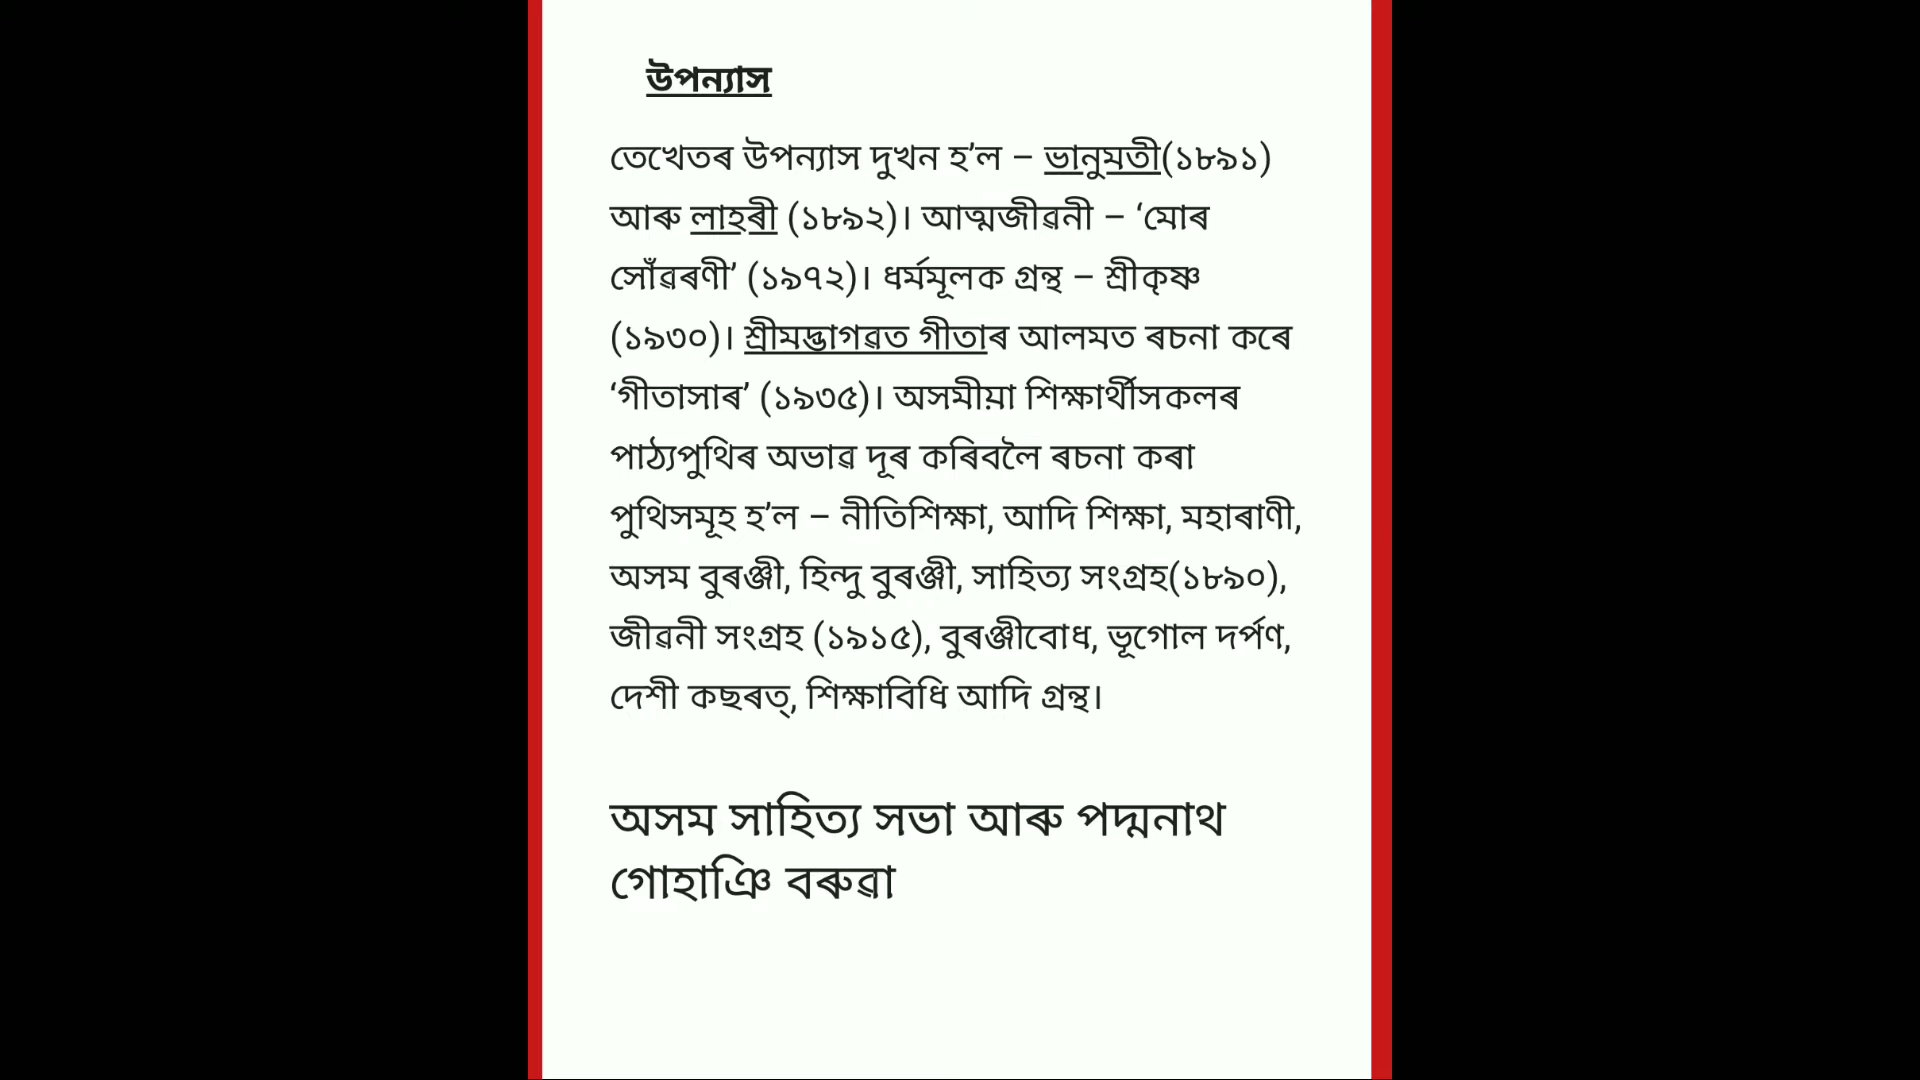 উপন্যাস
তেখেতৰ উপন্যাস দুখন হ’ল – ভানুমতী(১৮৯১)
আৰু লাহৰী (১৮৯২)। আত্মজীৱনী – ‘মোৰ
সোঁৱৰণী’ (১৯৭২)। ধৰ্মমূলক গ্ৰন্থ – শ্ৰীকৃষ্ণ
(১৯৩০)। শ্ৰীমদ্ভাগৱত গীতাৰ আলমত ৰচনা কৰে
‘গীতাসাৰ’ (১৯৩৫)। অসমীয়া শিক্ষাৰ্থীসকলৰ
পাঠ্যপুথিৰ অভাৱ দূৰ কৰিবলৈ ৰচনা কৰা
পুথিসমূহ হ’ল – নীতিশিক্ষা, আদি শিক্ষা, মহাৰাণী,
অসম বুৰঞ্জী, হিন্দু বুৰঞ্জী, সাহিত্য সংগ্ৰহ(১৮৯০),
জীৱনী সংগ্ৰহ (১৯১৫), বুৰঞ্জীবোধ, ভূগোল দৰ্পণ,
দেশী কছৰত্, শিক্ষাবিধি আদি গ্ৰন্থ।
অসম সাহিত্য সভা আৰু পদ্মনাথ
গোহাঞি বৰুৱা